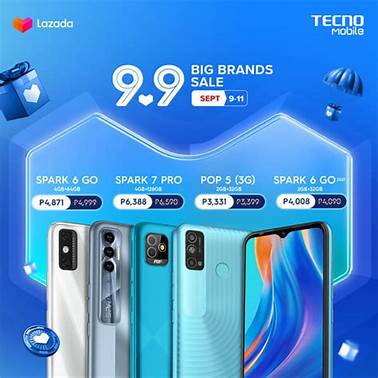 Lazada
TECNO
Mobile
9.9 BIG BRANDS
SALE
SEPT 9-11
SPARK 6 GO
4GB+64GB
₱4,871 ₱4,999
SPARK 7 PRO
4GB+128GB
₱6,388 ₱6,590
POP 5 (3G)
2GB+32GB
₱3,331 ₱3,399
SPARK 6 GO
2GB+32GB
₱4,008 ₱4,090